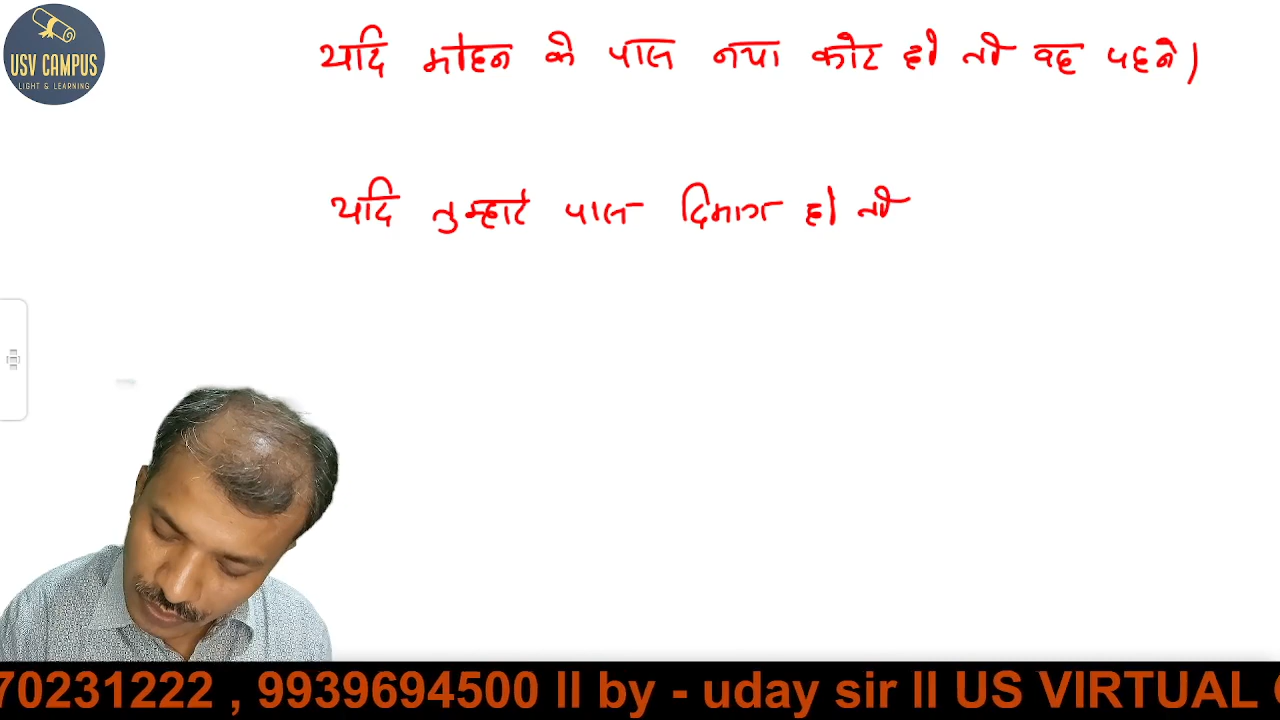 USV CAMPUS
LIGHT & LEARNING
यदि मोहन के पास नया कोट हो तो वह पहने।
यदि तुम्हारे पास दिमाग हो तो
70231222 , 9939694500 ll by - uday sir ll US VIRTUAL